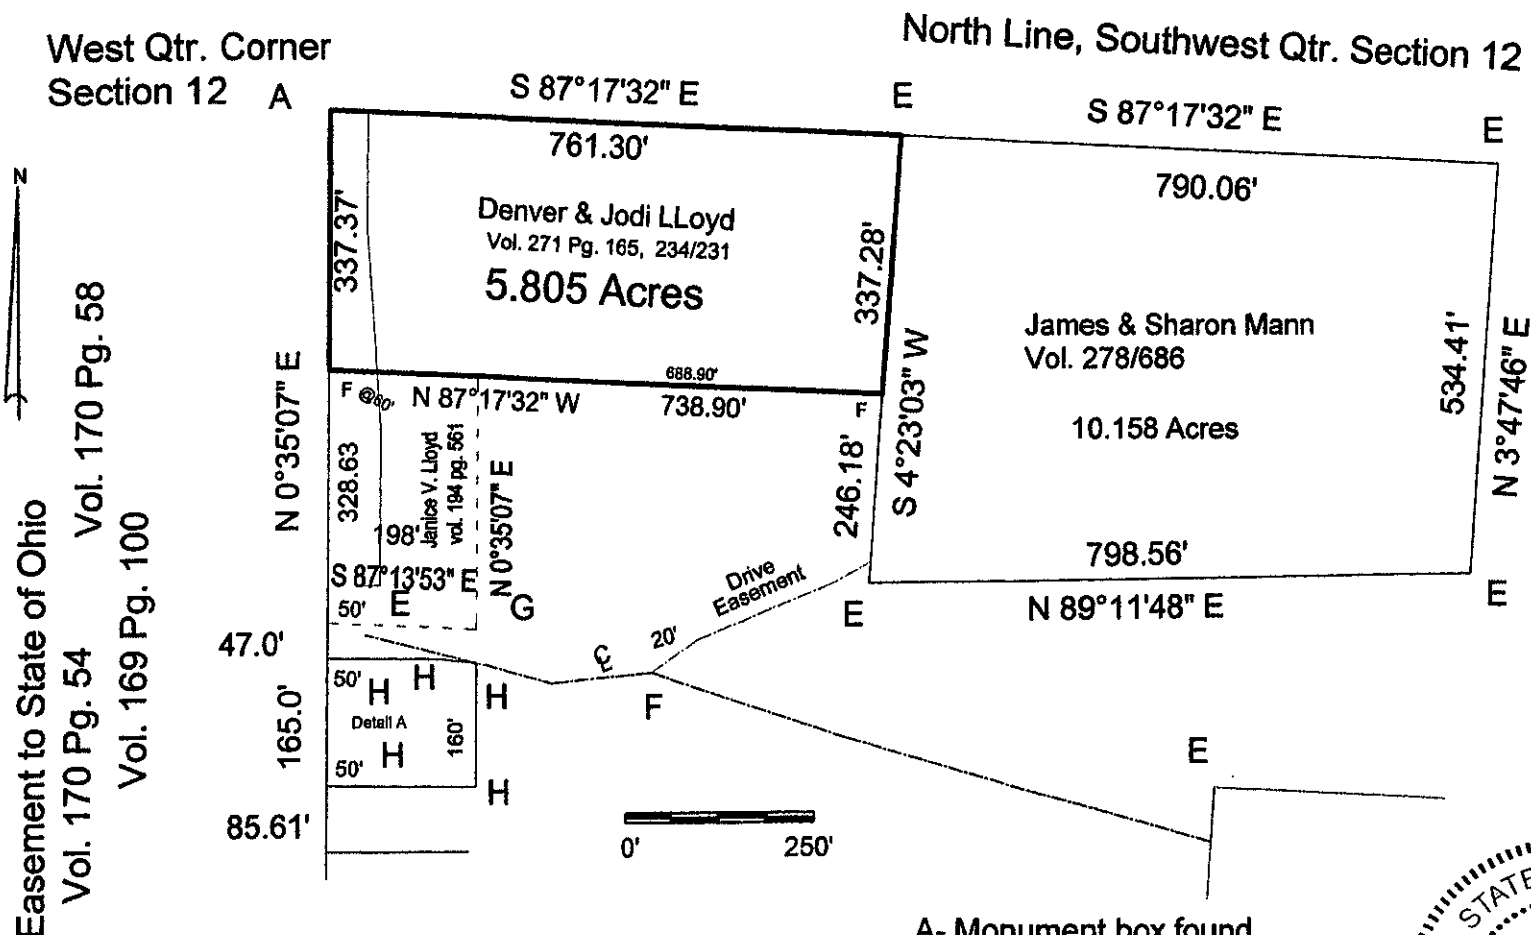 West Qtr. Corner
Section 12
A
North Line, Southwest Qtr. Section 12
S 87°17'32" E
E
S 87°17'32" E
E
761.30'
790.06'
N
337.37'
Denver & Jodi LLoyd
Vol. 271 Pg. 165, 234/231
5.805 Acres
337.28'
James & Sharon Mann
Vol. 278/686
10.158 Acres
534.41'
N 3°47'46" E
S 4°23'03" W
688.90'
F
N 87°17'32" W
738.90'
F
N 0°35'07" E
328.63
Janice V. Lloyd
vol. 194 pg. 561
198'
N 0°35'07" E
246.18'
S 87°13'53" E
50'
E
G
Drive
Easement
20'
798.56'
E
N 89°11'48" E
E
47.0'
℄
F
50'
H
H
H
Detail A
160'
165.0'
50'
H
H
E
85.61'
0'
250'
Easement to State of Ohio
Vol. 170 Pg. 54
Vol. 170 Pg. 58
Vol. 169 Pg. 100
A- Monument box found
STATE